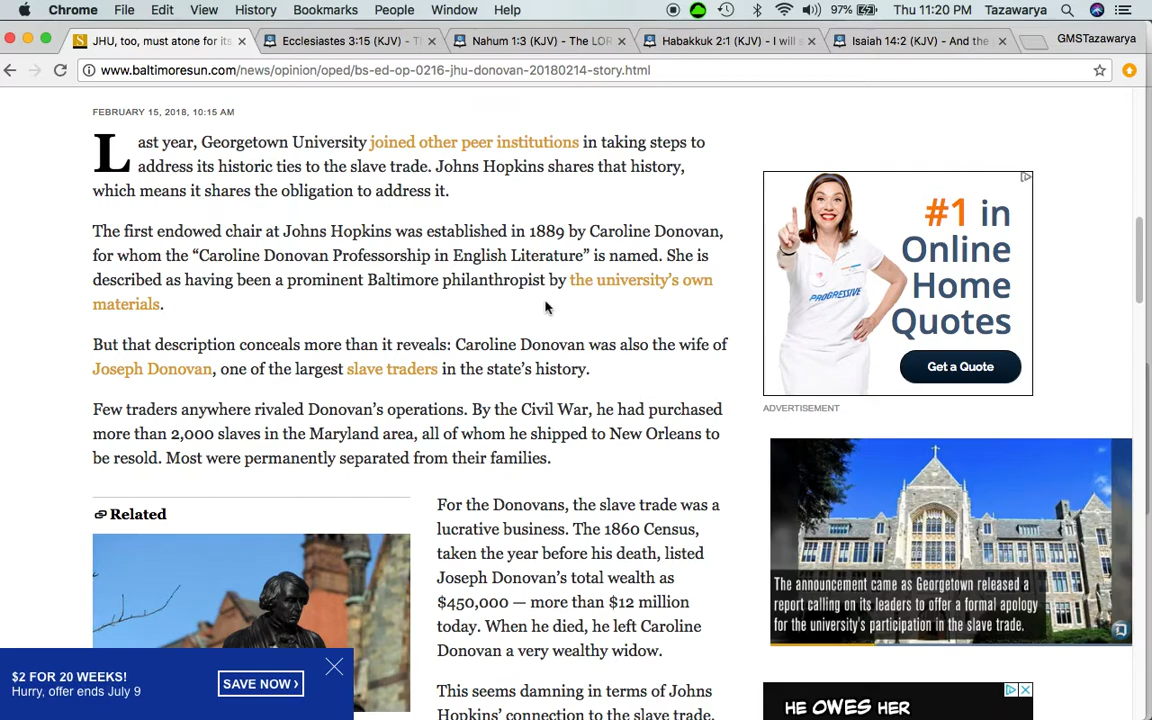 Chrome File Edit View History Bookmarks People Window Help 97% Thu 11:20 PM Tazawarya
JHU, too, must atone for its
Ecclesiastes 3:15 (KJV) - T
Nahum 1:3 (KJV) - The LOR
Habakkuk 2:1 (KJV) - I will s
Isaiah 14:2 (KJV) - And the
GMSTazawarya
www.baltimoresun.com/news/opinion/oped/bs-ed-op-0216-jhu-donovan-20180214-story.html
FEBRUARY 15, 2018, 10:15 AM
Last year, Georgetown University joined other peer institutions in taking steps to
address its historic ties to the slave trade. Johns Hopkins shares that history,
which means it shares the obligation to address it.
The first endowed chair at Johns Hopkins was established in 1889 by Caroline Donovan,
for whom the “Caroline Donovan Professorship in English Literature” is named. She is
described as having been a prominent Baltimore philanthropist by the university’s own
materials.
But that description conceals more than it reveals: Caroline Donovan was also the wife of
Joseph Donovan, one of the largest slave traders in the state’s history.
Few traders anywhere rivaled Donovan’s operations. By the Civil War, he had purchased
more than 2,000 slaves in the Maryland area, all of whom he shipped to New Orleans to
be resold. Most were permanently separated from their families.
Related
For the Donovans, the slave trade was a
lucrative business. The 1860 Census,
taken the year before his death, listed
Joseph Donovan’s total wealth as
$450,000 — more than $12 million
today. When he died, he left Caroline
Donovan a very wealthy widow.
This seems damning in terms of Johns
Hopkins’ connection to the slave trade.
$2 FOR 20 WEEKS!
Hurry, offer ends July 9
SAVE NOW ›
#1 in
Online
Home
Quotes
PROGRESSIVE
Get a Quote
ADVERTISEMENT
The announcement came as Georgetown released a
report calling on its leaders to offer a formal apology
for the university's participation in the slave trade.
HE OWES HER